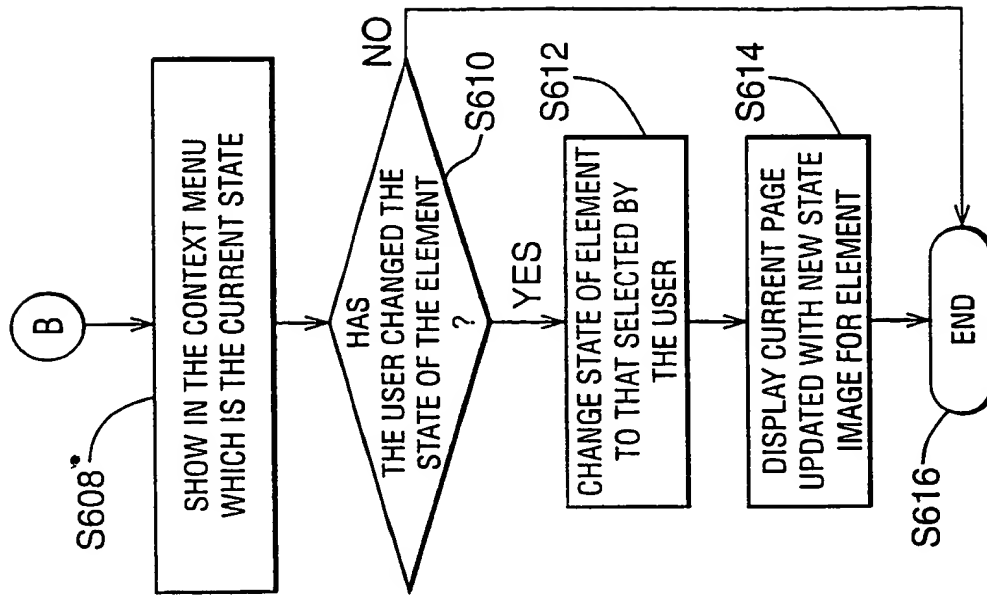 B
S608
SHOW IN THE CONTEXT MENU
WHICH IS THE CURRENT STATE
HAS
THE USER CHANGED THE
STATE OF THE ELEMENT
?
NO
S610
YES
S612
CHANGE STATE OF ELEMENT
TO THAT SELECTED BY
THE USER
S614
DISPLAY CURRENT PAGE
UPDATED WITH NEW STATE
IMAGE FOR ELEMENT
END
S616